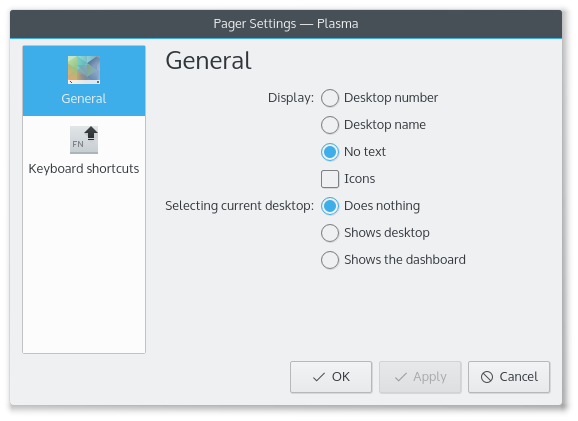 Pager Settings — Plasma
General
FN
Keyboard shortcuts
General
Display:
Desktop number
Desktop name
No text
Icons
Selecting current desktop:
Does nothing
Shows desktop
Shows the dashboard
OK
Apply
Cancel